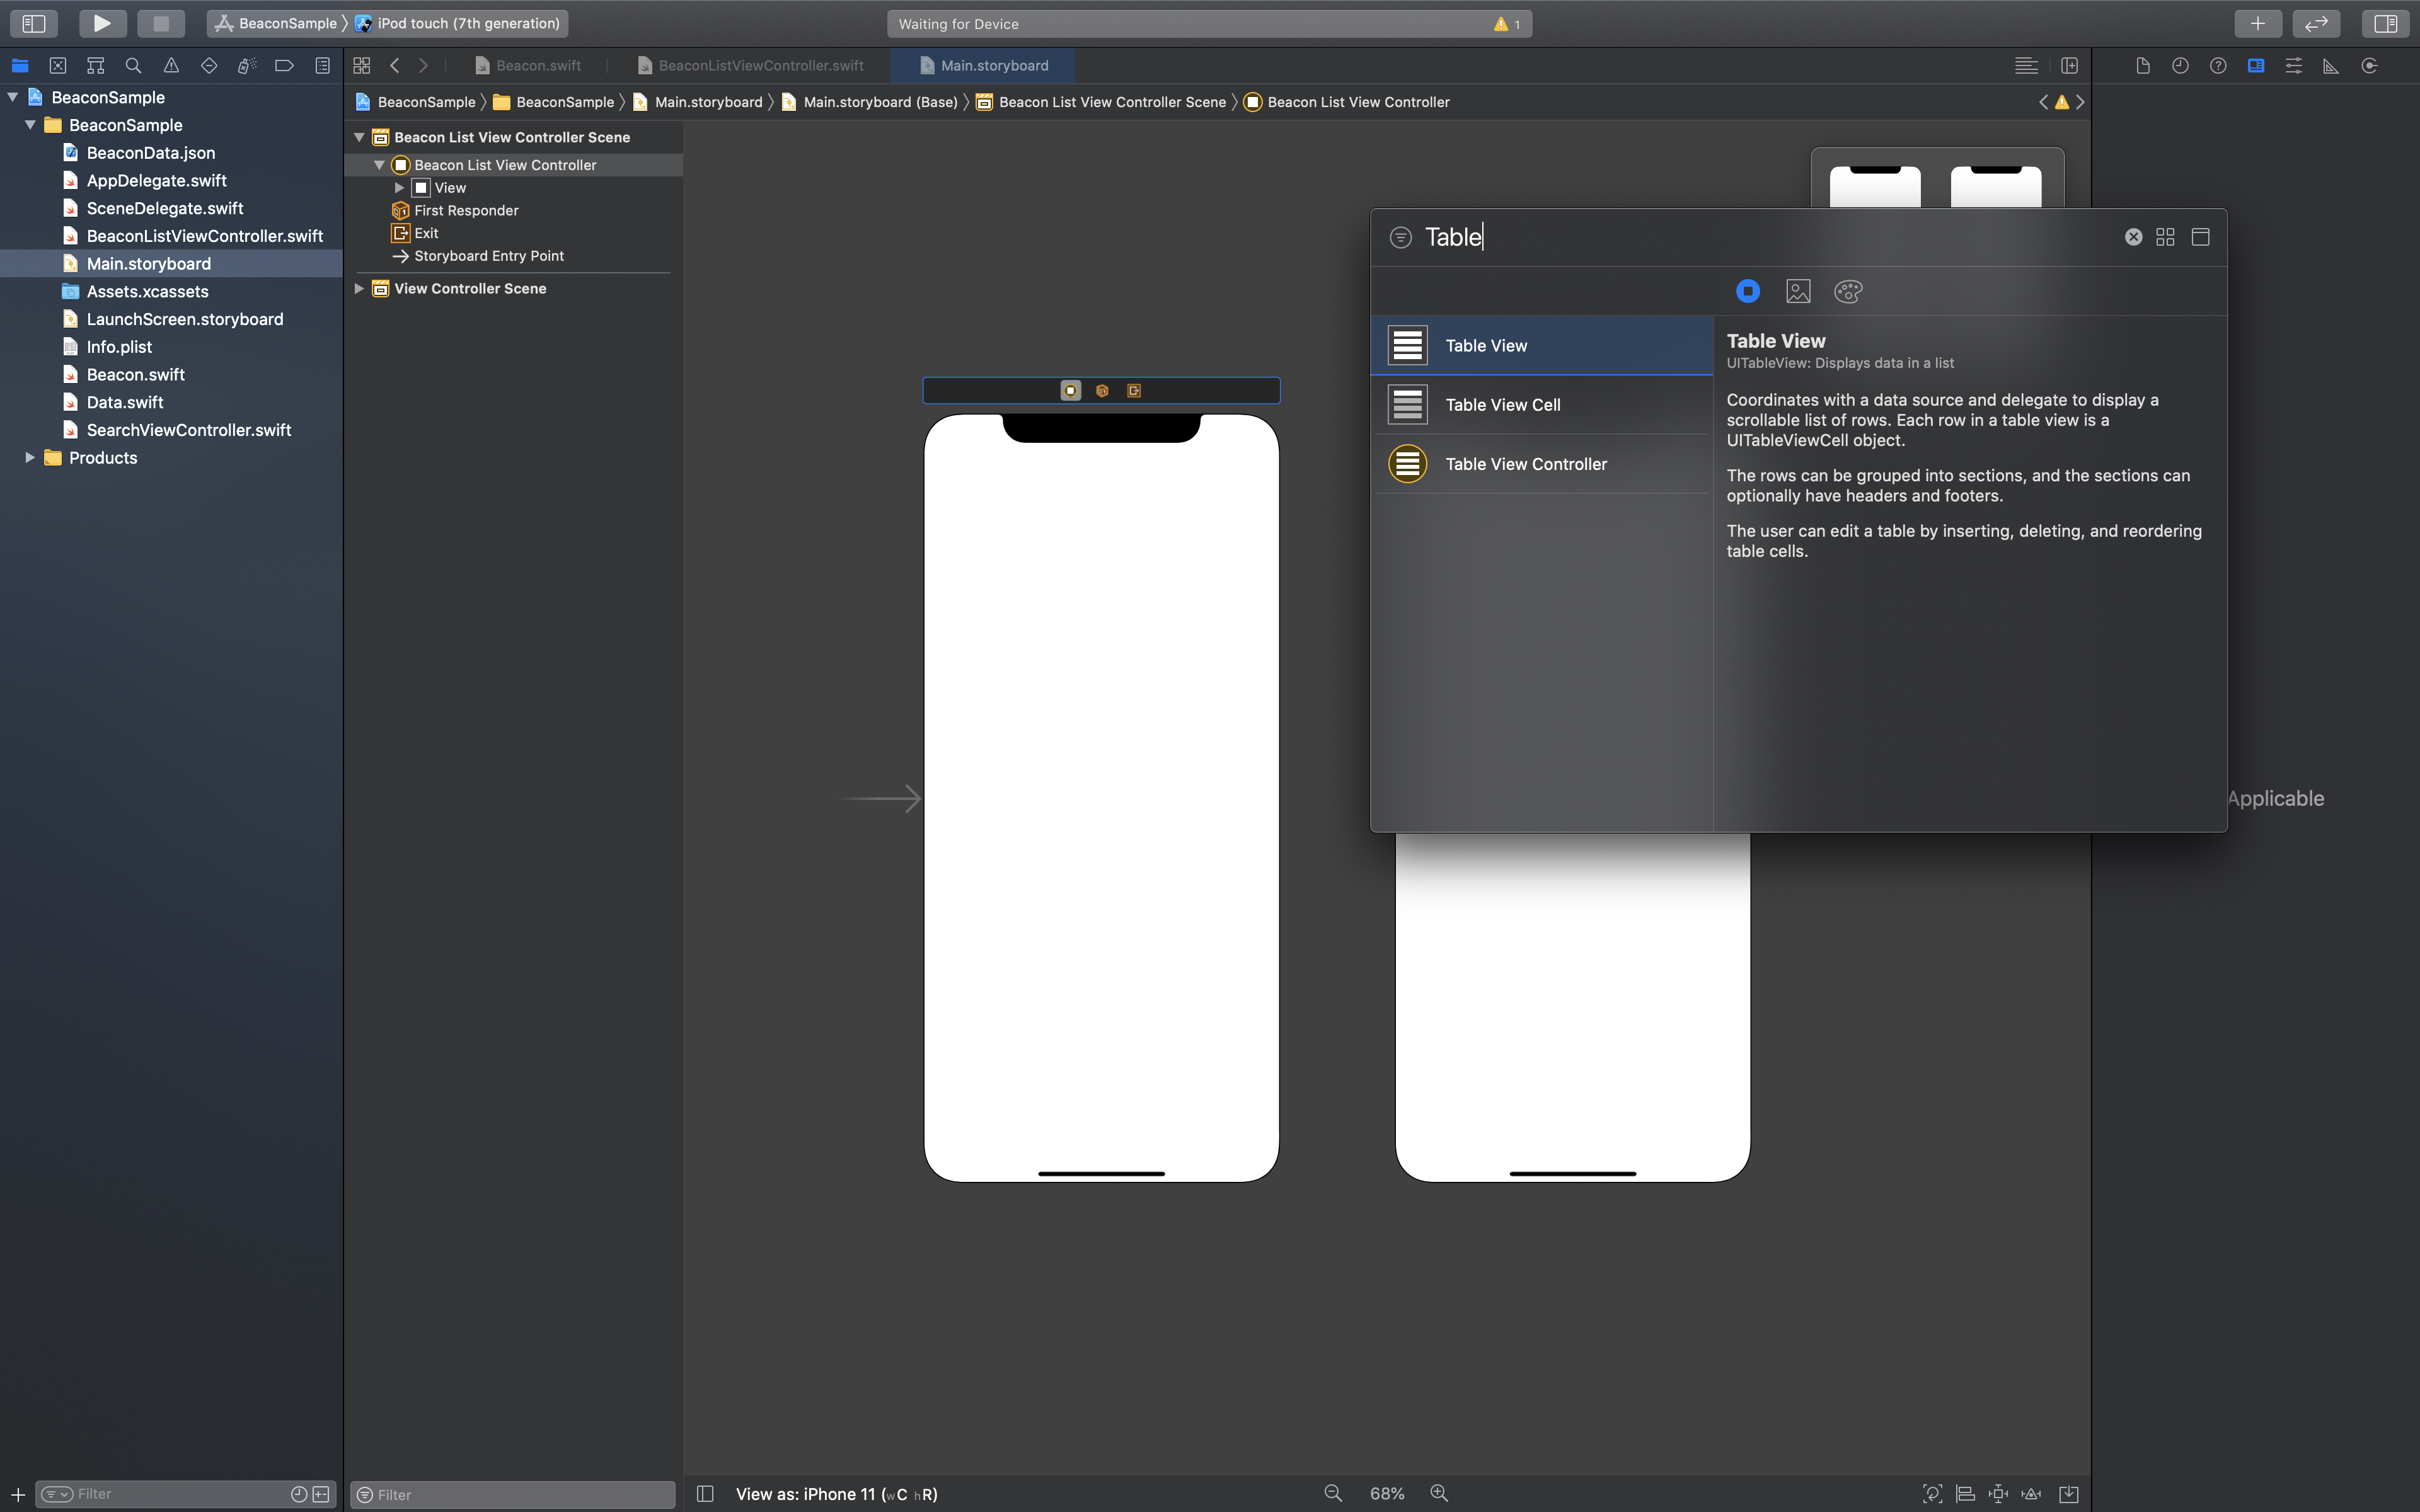 BeaconSample 〉 iPod touch (7th generation)
Waiting for Device
1
Beacon.swift
BeaconListViewController.swift
Main.storyboard
BeaconSample 〉 BeaconSample 〉 Main.storyboard 〉 Main.storyboard (Base) 〉 Beacon List View Controller Scene 〉 Beacon List View Controller
BeaconSample
BeaconSample
BeaconData.json
AppDelegate.swift
SceneDelegate.swift
BeaconListViewController.swift
Main.storyboard
Assets.xcassets
LaunchScreen.storyboard
Info.plist
Beacon.swift
Data.swift
SearchViewController.swift
Products
Beacon List View Controller Scene
Beacon List View Controller
View
First Responder
Exit
Storyboard Entry Point
View Controller Scene
Table
Table View
Table View Cell
Table View Controller
Table View
UITableView: Displays data in a list
Coordinates with a data source and delegate to display a
scrollable list of rows. Each row in a table view is a
UITableViewCell object.
The rows can be grouped into sections, and the sections can
optionally have headers and footers.
The user can edit a table by inserting, deleting, and reordering
table cells.
Applicable
Filter
Filter
View as: iPhone 11 (wC hR)
68%